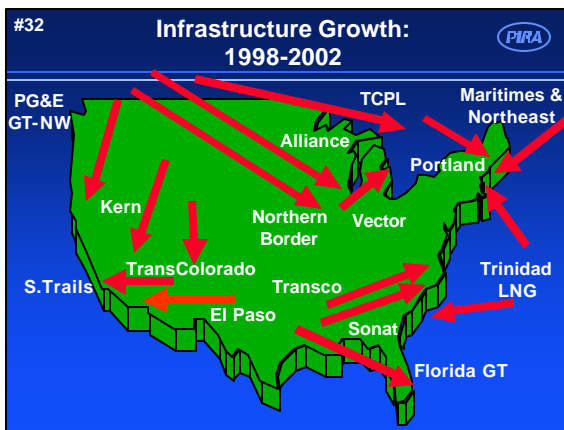 #32
Infrastructure Growth:
1998-2002
PIRA
PG&E
GT-NW
TCPL
Maritimes &
Northeast
Alliance
Portland
Kern
Northern
Border
Vector
TransColorado
S.Trails
Transco
Trinidad
LNG
El Paso
Sonat
Florida GT